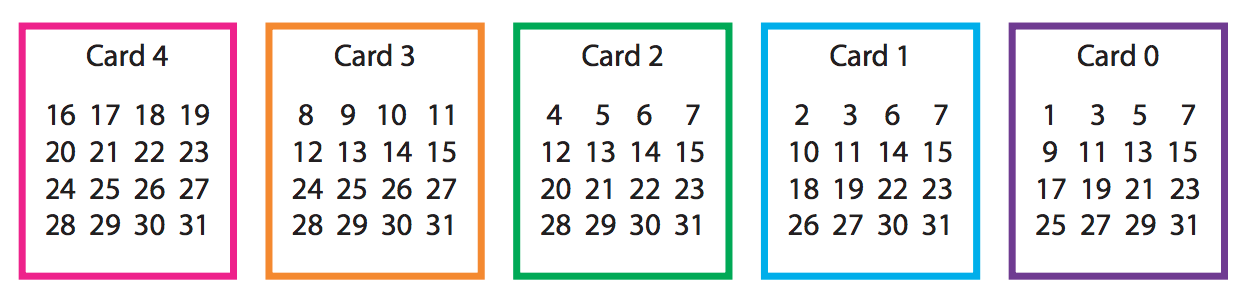 Card 4
16 17 18 19
20 21 22 23
24 25 26 27
28 29 30 31
Card 3
8 9 10 11
12 13 14 15
24 25 26 27
28 29 30 31
Card 2
4 5 6 7
12 13 14 15
20 21 22 23
28 29 30 31
Card 1
2 3 6 7
10 11 14 15
18 19 22 23
26 27 30 31
Card 0
1 3 5 7
9 11 13 15
17 19 21 23
25 27 29 31